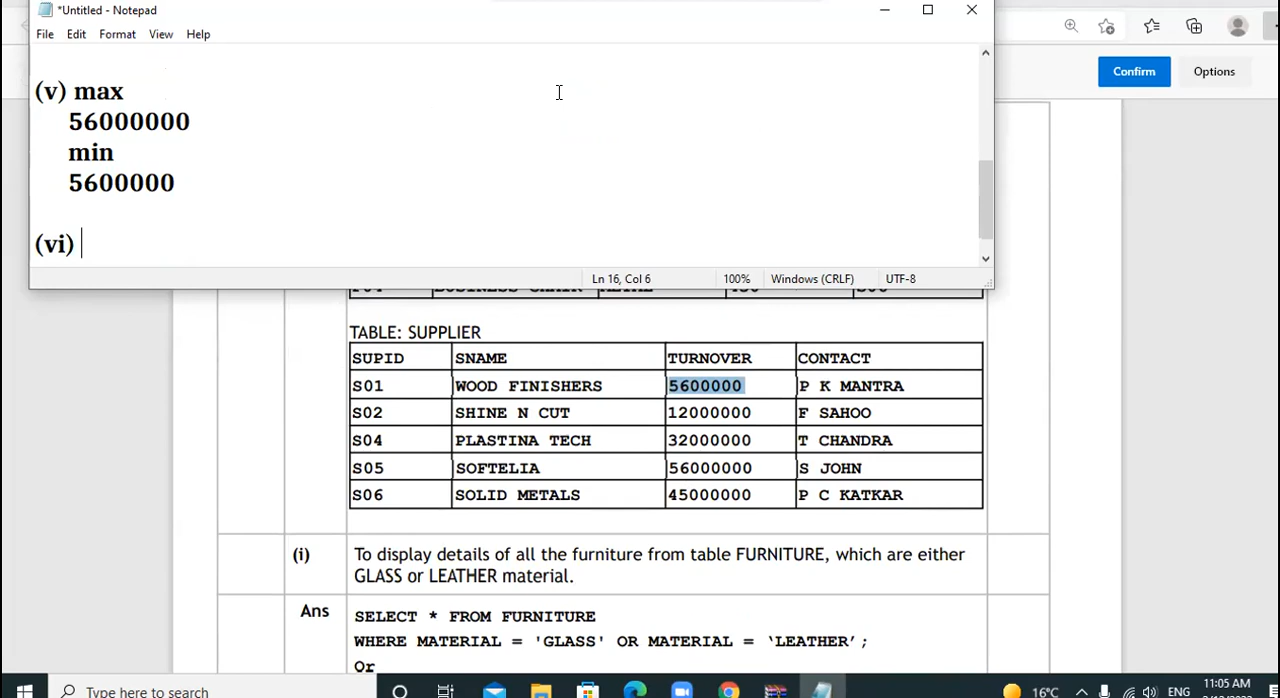 *Untitled - Notepad
File Edit Format View Help
(v) max
56000000
min
5600000
(vi)
Ln 16, Col 6 100% Windows (CRLF) UTF-8
Confirm Options
TABLE: SUPPLIER
SUPID SNAME TURNOVER CONTACT
S01 WOOD FINISHERS 5600000 P K MANTRA
S02 SHINE N CUT 12000000 F SAHOO
S04 PLASTINA TECH 32000000 T CHANDRA
S05 SOFTELIA 56000000 S JOHN
S06 SOLID METALS 45000000 P C KATKAR
(i) To display details of all the furniture from table FURNITURE, which are either
GLASS or LEATHER material.
Ans SELECT * FROM FURNITURE
WHERE MATERIAL = 'GLASS' OR MATERIAL = ‘LEATHER’;
Or
Type here to search 16°C ENG 11:05 AM